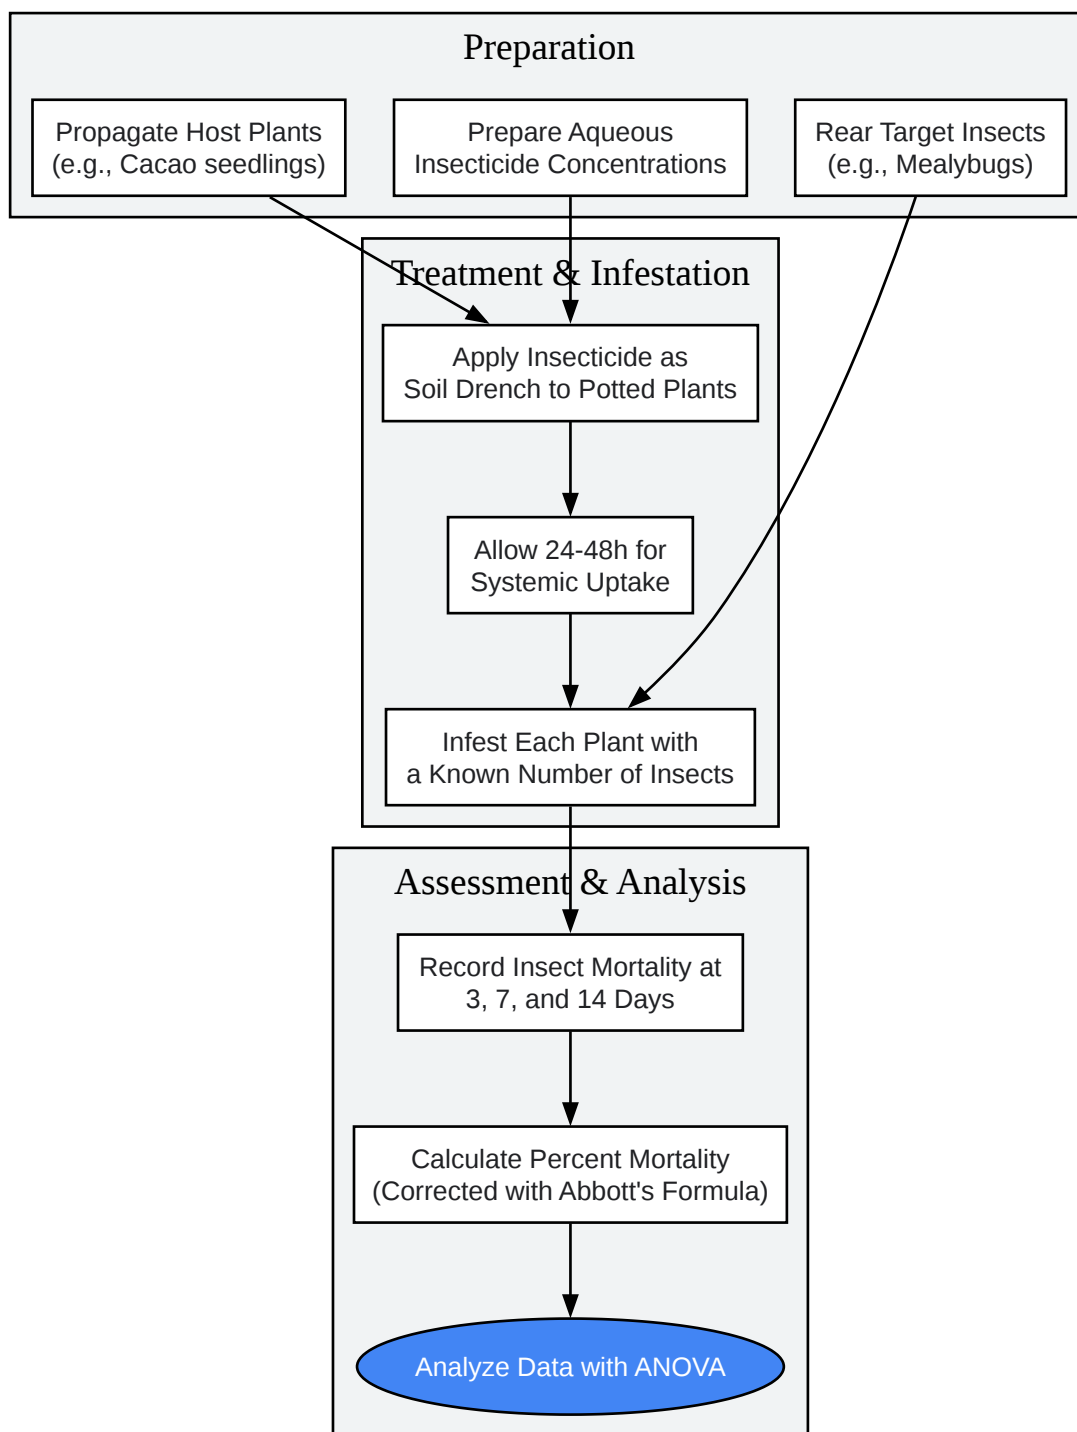 Preparation
Propagate Host Plants
(e.g., Cacao seedlings)
Prepare Aqueous
Insecticide Concentrations
Rear Target Insects
(e.g., Mealybugs)
Treatment & Infestation
Apply Insecticide as
Soil Drench to Potted Plants
Allow 24-48h for
Systemic Uptake
Infest Each Plant with
a Known Number of Insects
Assessment & Analysis
Record Insect Mortality at
3, 7, and 14 Days
Calculate Percent Mortality
(Corrected with Abbott's Formula)
Analyze Data with ANOVA